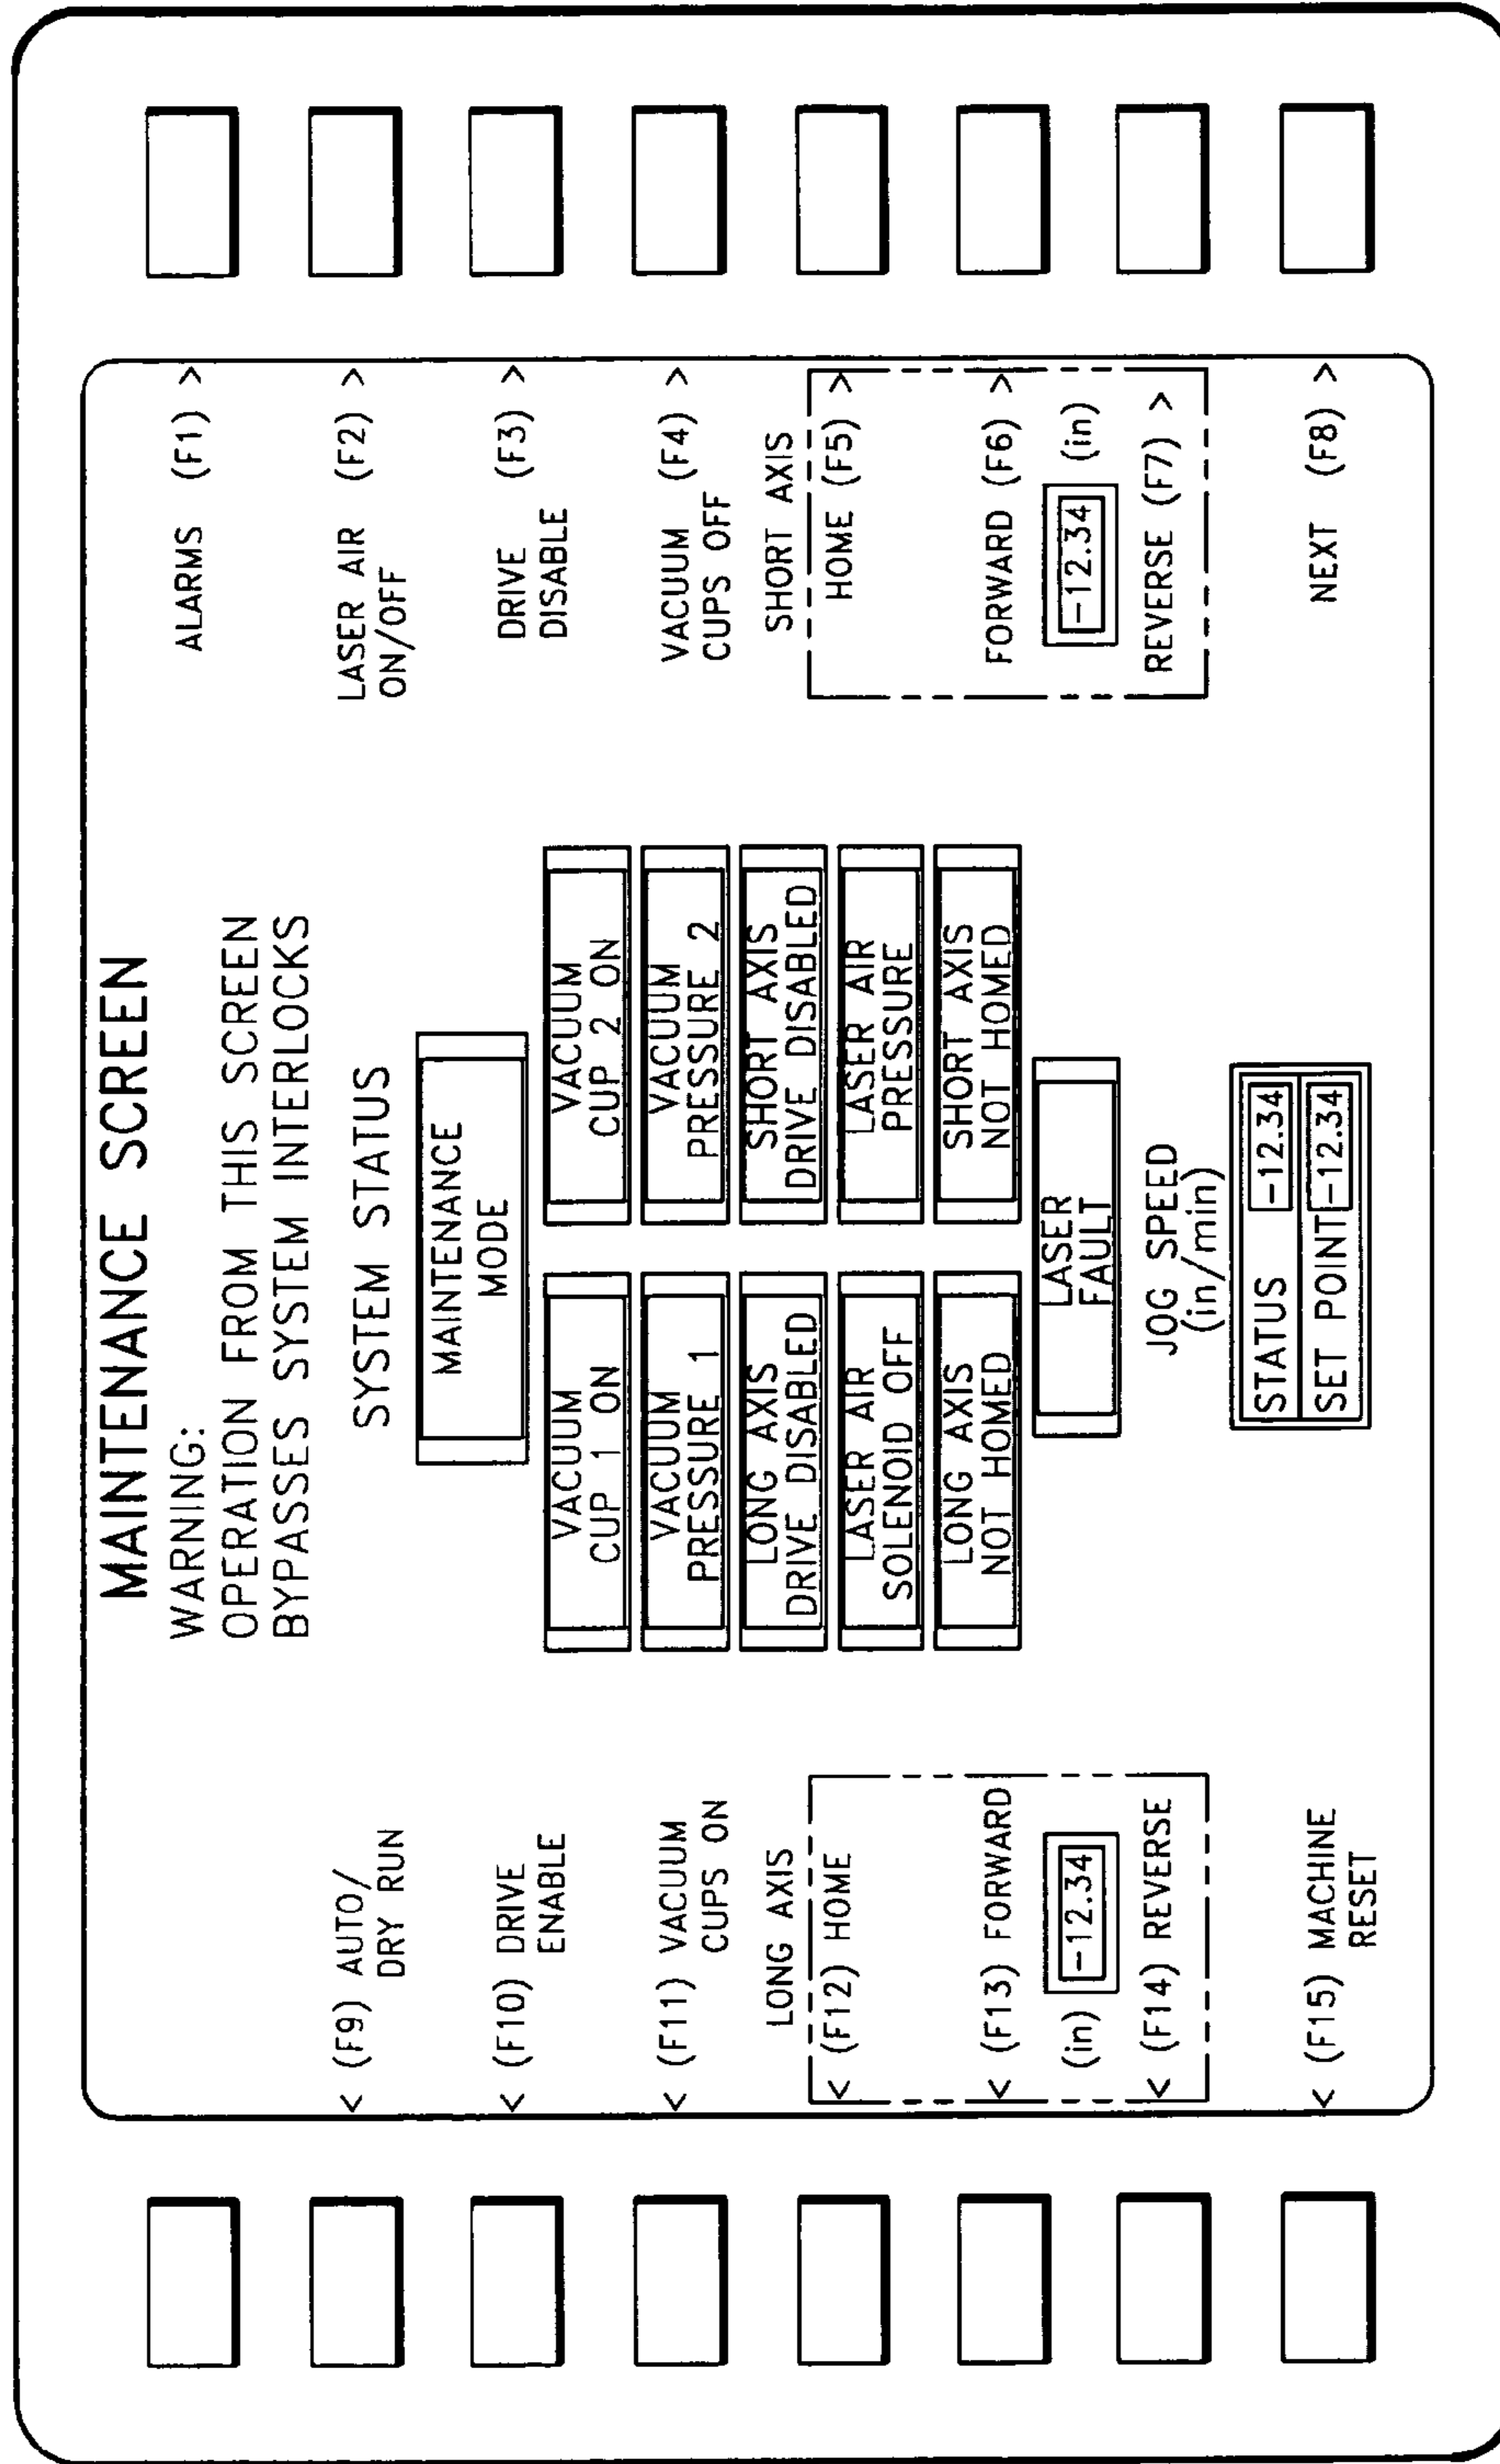 MAINTENANCE SCREEN
WARNING:
OPERATION FROM THIS SCREEN
BYPASSES SYSTEM INTERLOCKS
SYSTEM STATUS
MAINTENANCE
MODE
< (F9) AUTO/
DRY RUN
< (F10) DRIVE
ENABLE
< (F11) VACUUM
CUPS ON
LONG AXIS
< (F12) HOME
< (F13) FORWARD
(in) -12.34
< (F14) REVERSE
< (F15) MACHINE
RESET
VACUUM
CUP 1 ON
VACUUM
CUP 2 ON
VACUUM
PRESSURE 1
VACUUM
PRESSURE 2
LONG AXIS
DRIVE DISABLED
SHORT AXIS
DRIVE DISABLED
LASER AIR
SOLENOID OFF
LASER AIR
PRESSURE
LONG AXIS
NOT HOMED
SHORT AXIS
NOT HOMED
LASER
FAULT
JOG SPEED
(in/min)
STATUS -12.34
SET POINT -12.34
ALARMS (F1) >
LASER AIR (F2) >
ON/OFF
DRIVE (F3) >
DISABLE
VACUUM (F4) >
CUPS OFF
SHORT AXIS
HOME (F5) >
FORWARD (F6) >
-12.34 (in)
REVERSE (F7) >
NEXT (F8) >